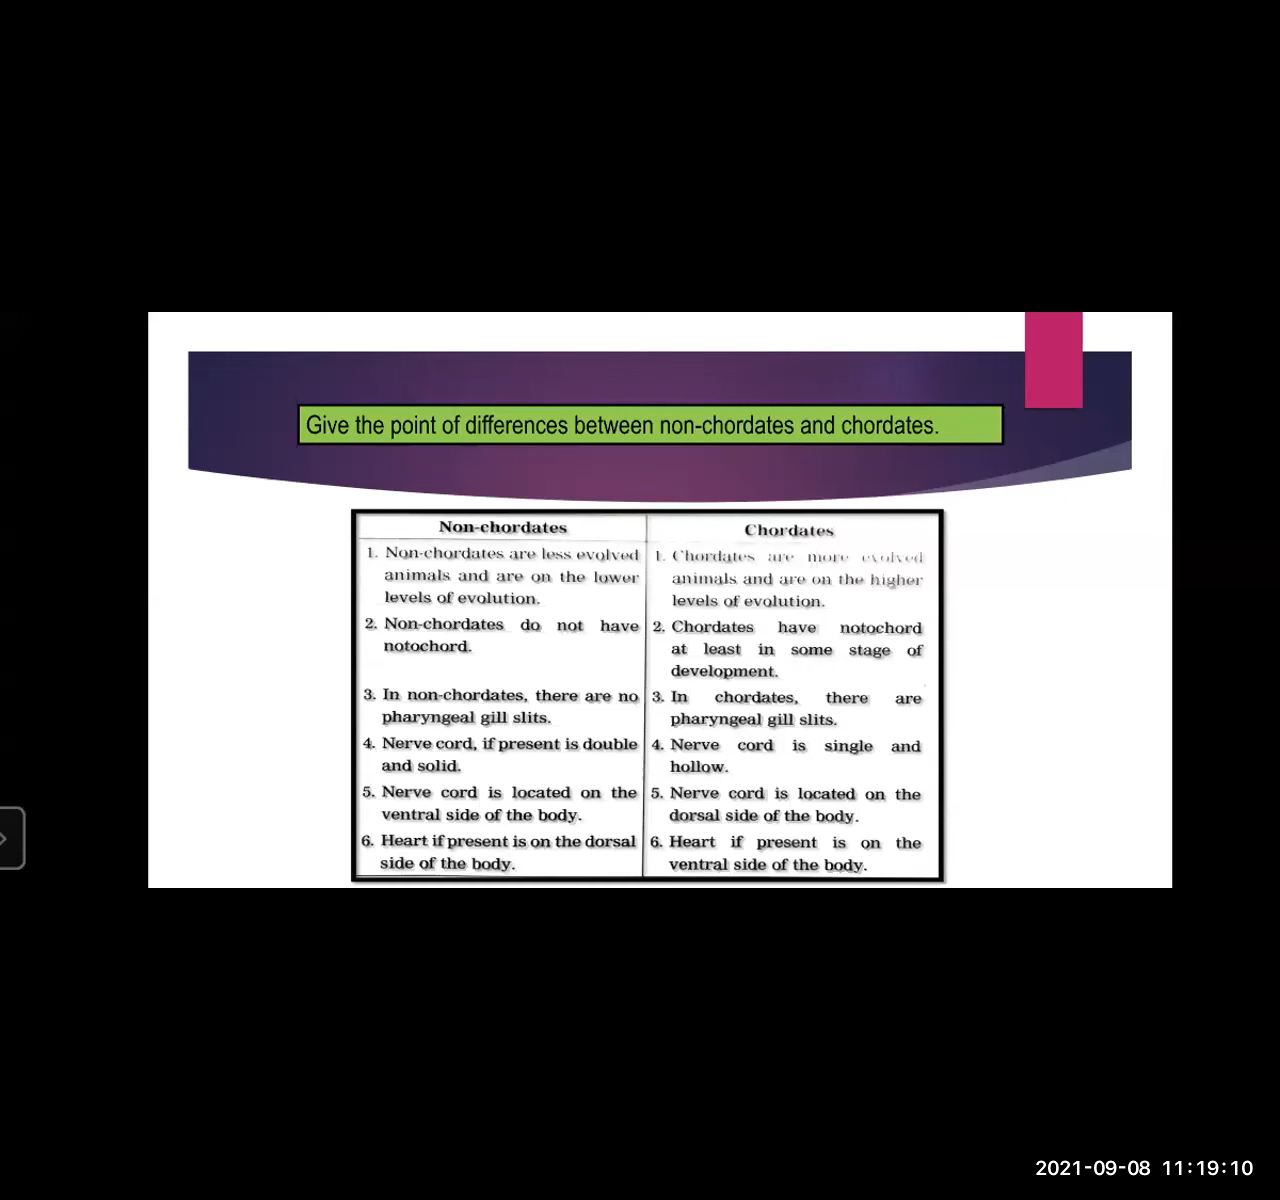 Give the point of differences between non-chordates and chordates.
Non-chordates
1. Non-chordates are less evolved
animals and are on the lower
levels of evolution.
2. Non-chordates do not have
notochord.
3. In non-chordates, there are no
pharyngeal gill slits.
4. Nerve cord, if present is double
and solid.
5. Nerve cord is located on the
ventral side of the body.
6. Heart if present is on the dorsal
side of the body.
Chordates
1. Chordates are more evolved
animals and are on the higher
levels of evolution.
2. Chordates have notochord
at least in some stage of
development.
3. In chordates, there are
pharyngeal gill slits.
4. Nerve cord is single and
hollow.
5. Nerve cord is located on the
dorsal side of the body.
6. Heart if present is on the
ventral side of the body.
2021-09-08 11:19:10